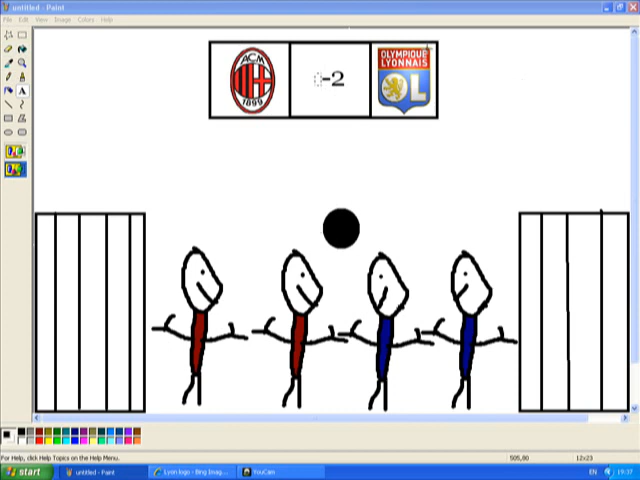 untitled - Paint
File Edit View Image Colors Help
ACM
1899
-2
OLYMPIQUE
LYONNAIS
OL
A
For Help, click Help Topics on the Help Menu.
505,80
12x23
start
untitled - Paint
Lyon logo - Bing Imag...
YouCam
EN
19:37